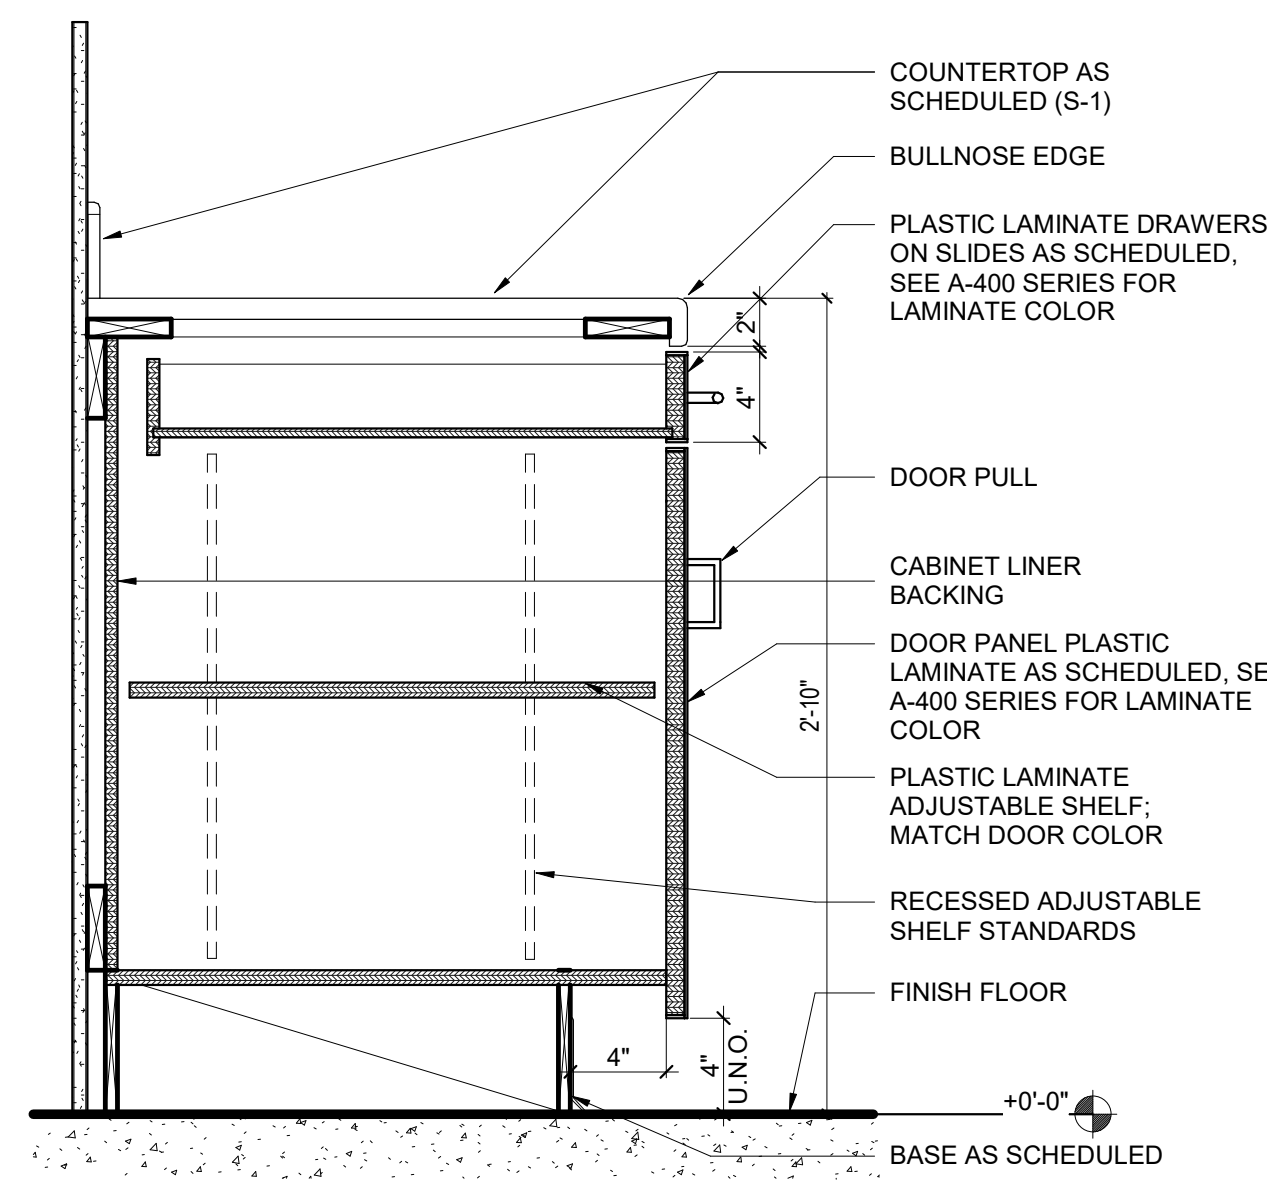 COUNTERTOP AS
SCHEDULED (S-1)
BULLNOSE EDGE
PLASTIC LAMINATE DRAWERS
ON SLIDES AS SCHEDULED,
SEE A-400 SERIES FOR
LAMINATE COLOR
2"
4"
DOOR PULL
CABINET LINER
BACKING
DOOR PANEL PLASTIC
LAMINATE AS SCHEDULED, SE
A-400 SERIES FOR LAMINATE
COLOR
2'-10"
PLASTIC LAMINATE
ADJUSTABLE SHELF;
MATCH DOOR COLOR
RECESSED ADJUSTABLE
SHELF STANDARDS
FINISH FLOOR
4"
4"
U.N.O.
+0'-0"
BASE AS SCHEDULED